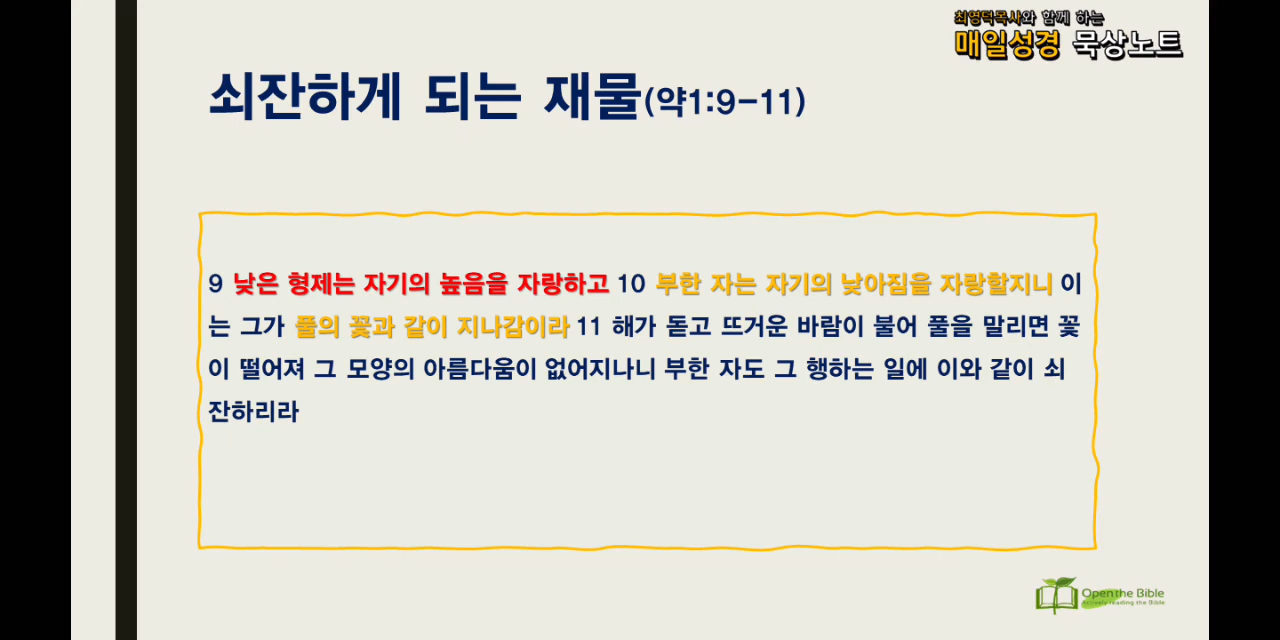 최영덕목사와 함께 하는
매일성경 묵상노트
쇠잔하게 되는 재물(약1:9-11)
9 낮은 형제는 자기의 높음을 자랑하고 10 부한 자는 자기의 낮아짐을 자랑할지니 이
는 그가 풀의 꽃과 같이 지나감이라 11 해가 돋고 뜨거운 바람이 불어 풀을 말리면 꽃
이 떨어져 그 모양의 아름다움이 없어지나니 부한 자도 그 행하는 일에 이와 같이 쇠
잔하리라
Open the Bible
Actively reading the Bible